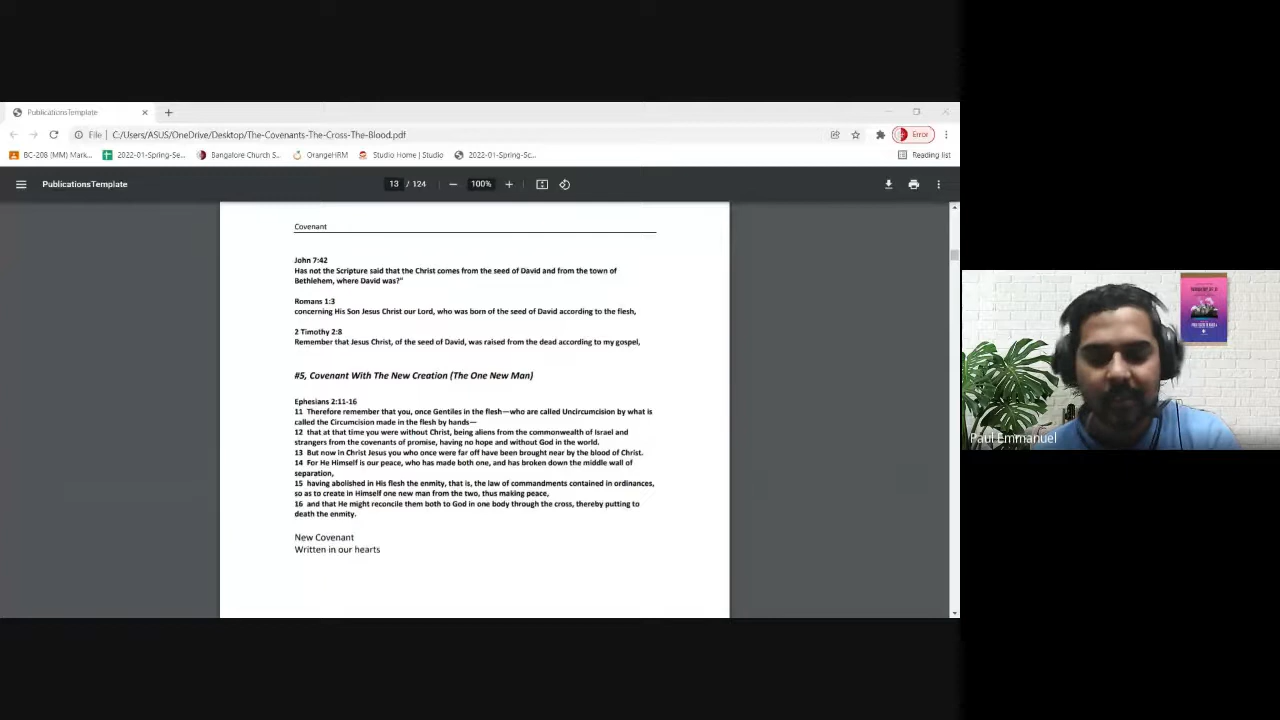 PublicationsTemplate
File
C:/Users/ASUS/OneDrive/Desktop/The-Covenants-The-Cross-The-Blood.pdf
Error
BC-208 (MM) Mark...
2022-01-Spring-Se...
Bangalore Church S...
OrangeHRM
Studio Home | Studio
2022-01-Spring-Sc...
Reading list
PublicationsTemplate
13 / 124
100%
Covenant
John 7:42
Has not the Scripture said that the Christ comes from the seed of David and from the town of
Bethlehem, where David was?"
Romans 1:3
concerning His Son Jesus Christ our Lord, who was born of the seed of David according to the flesh,
2 Timothy 2:8
Remember that Jesus Christ, of the seed of David, was raised from the dead according to my gospel,
#5, Covenant With The New Creation (The One New Man)
Ephesians 2:11-16
11 Therefore remember that you, once Gentiles in the flesh—who are called Uncircumcision by what is
called the Circumcision made in the flesh by hands—
12 that at that time you were without Christ, being aliens from the commonwealth of Israel and
strangers from the covenants of promise, having no hope and without God in the world.
13 But now in Christ Jesus you who once were far off have been brought near by the blood of Christ.
14 For He Himself is our peace, who has made both one, and has broken down the middle wall of
separation,
15 having abolished in His flesh the enmity, that is, the law of commandments contained in ordinances,
so as to create in Himself one new man from the two, thus making peace,
16 and that He might reconcile them both to God in one body through the cross, thereby putting to
death the enmity.
New Covenant
Written in our hearts
Paul Emmanuel